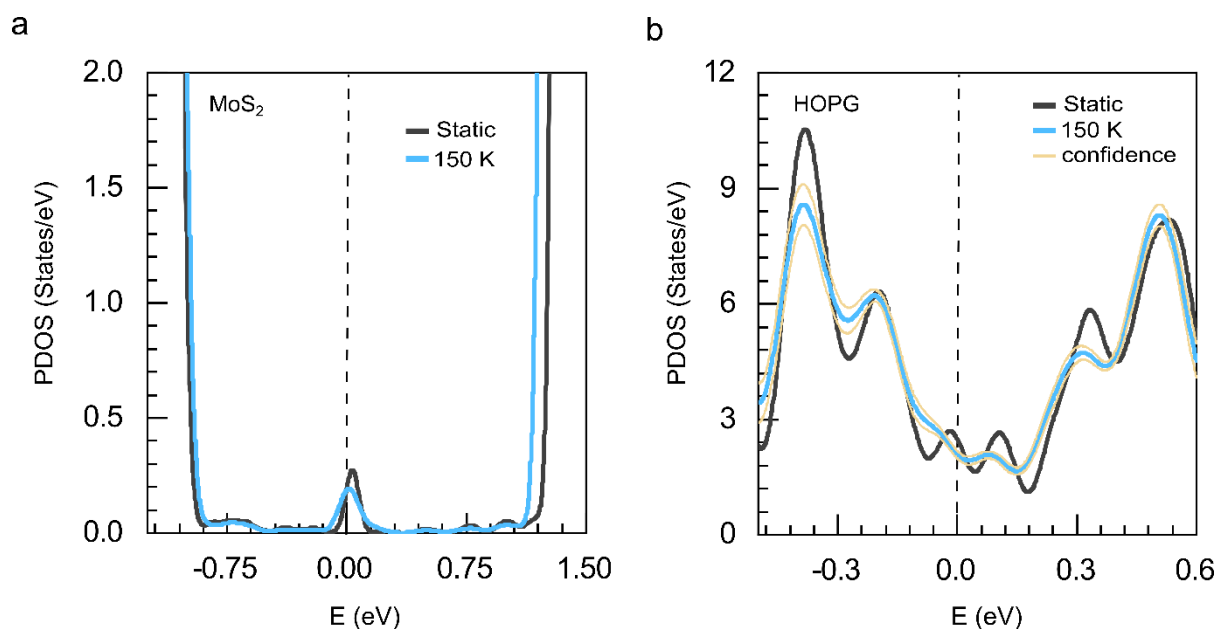 a
MoS₂
Static
150 K
PDOS (States/eV)
2.0
1.5
1.0
0.5
0.0
-0.75
0.00
0.75
1.50
E (eV)
b
HOPG
Static
150 K
confidence
PDOS (States/eV)
12
9
6
3
0
-0.3
0.0
0.3
0.6
E (eV)